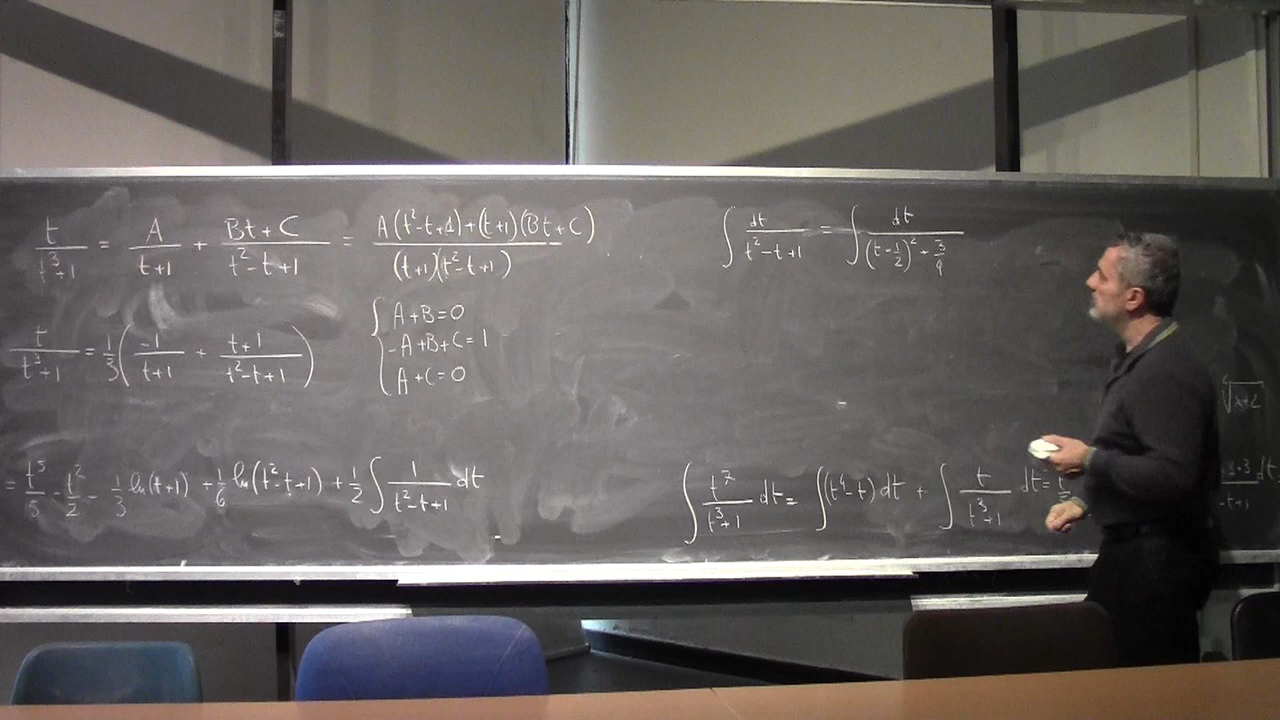 t/(t³+1) = A/(t+1) + (Bt+C)/(t²-t+1) = (A(t²-t+1)+(t+1)(Bt+C))/((t+1)(t²-t+1))
{ A+B=0
-A+B+C=1
A+C=0
t/(t³+1) = 1/3(-1/(t+1) + (t+1)/(t²-t+1))
= t⁵/5 - t²/2 - 1/3 ln(t+1) + 1/6 ln(t²-t+1) + 1/2 ∫ 1/(t²-t+1) dt
∫ dt/(t²-t+1) = ∫ dt/((t-1/2)²+3/4)
∫ t⁷/(t³+1) dt = ∫(t⁴-t) dt + ∫ t/(t³+1) dt =